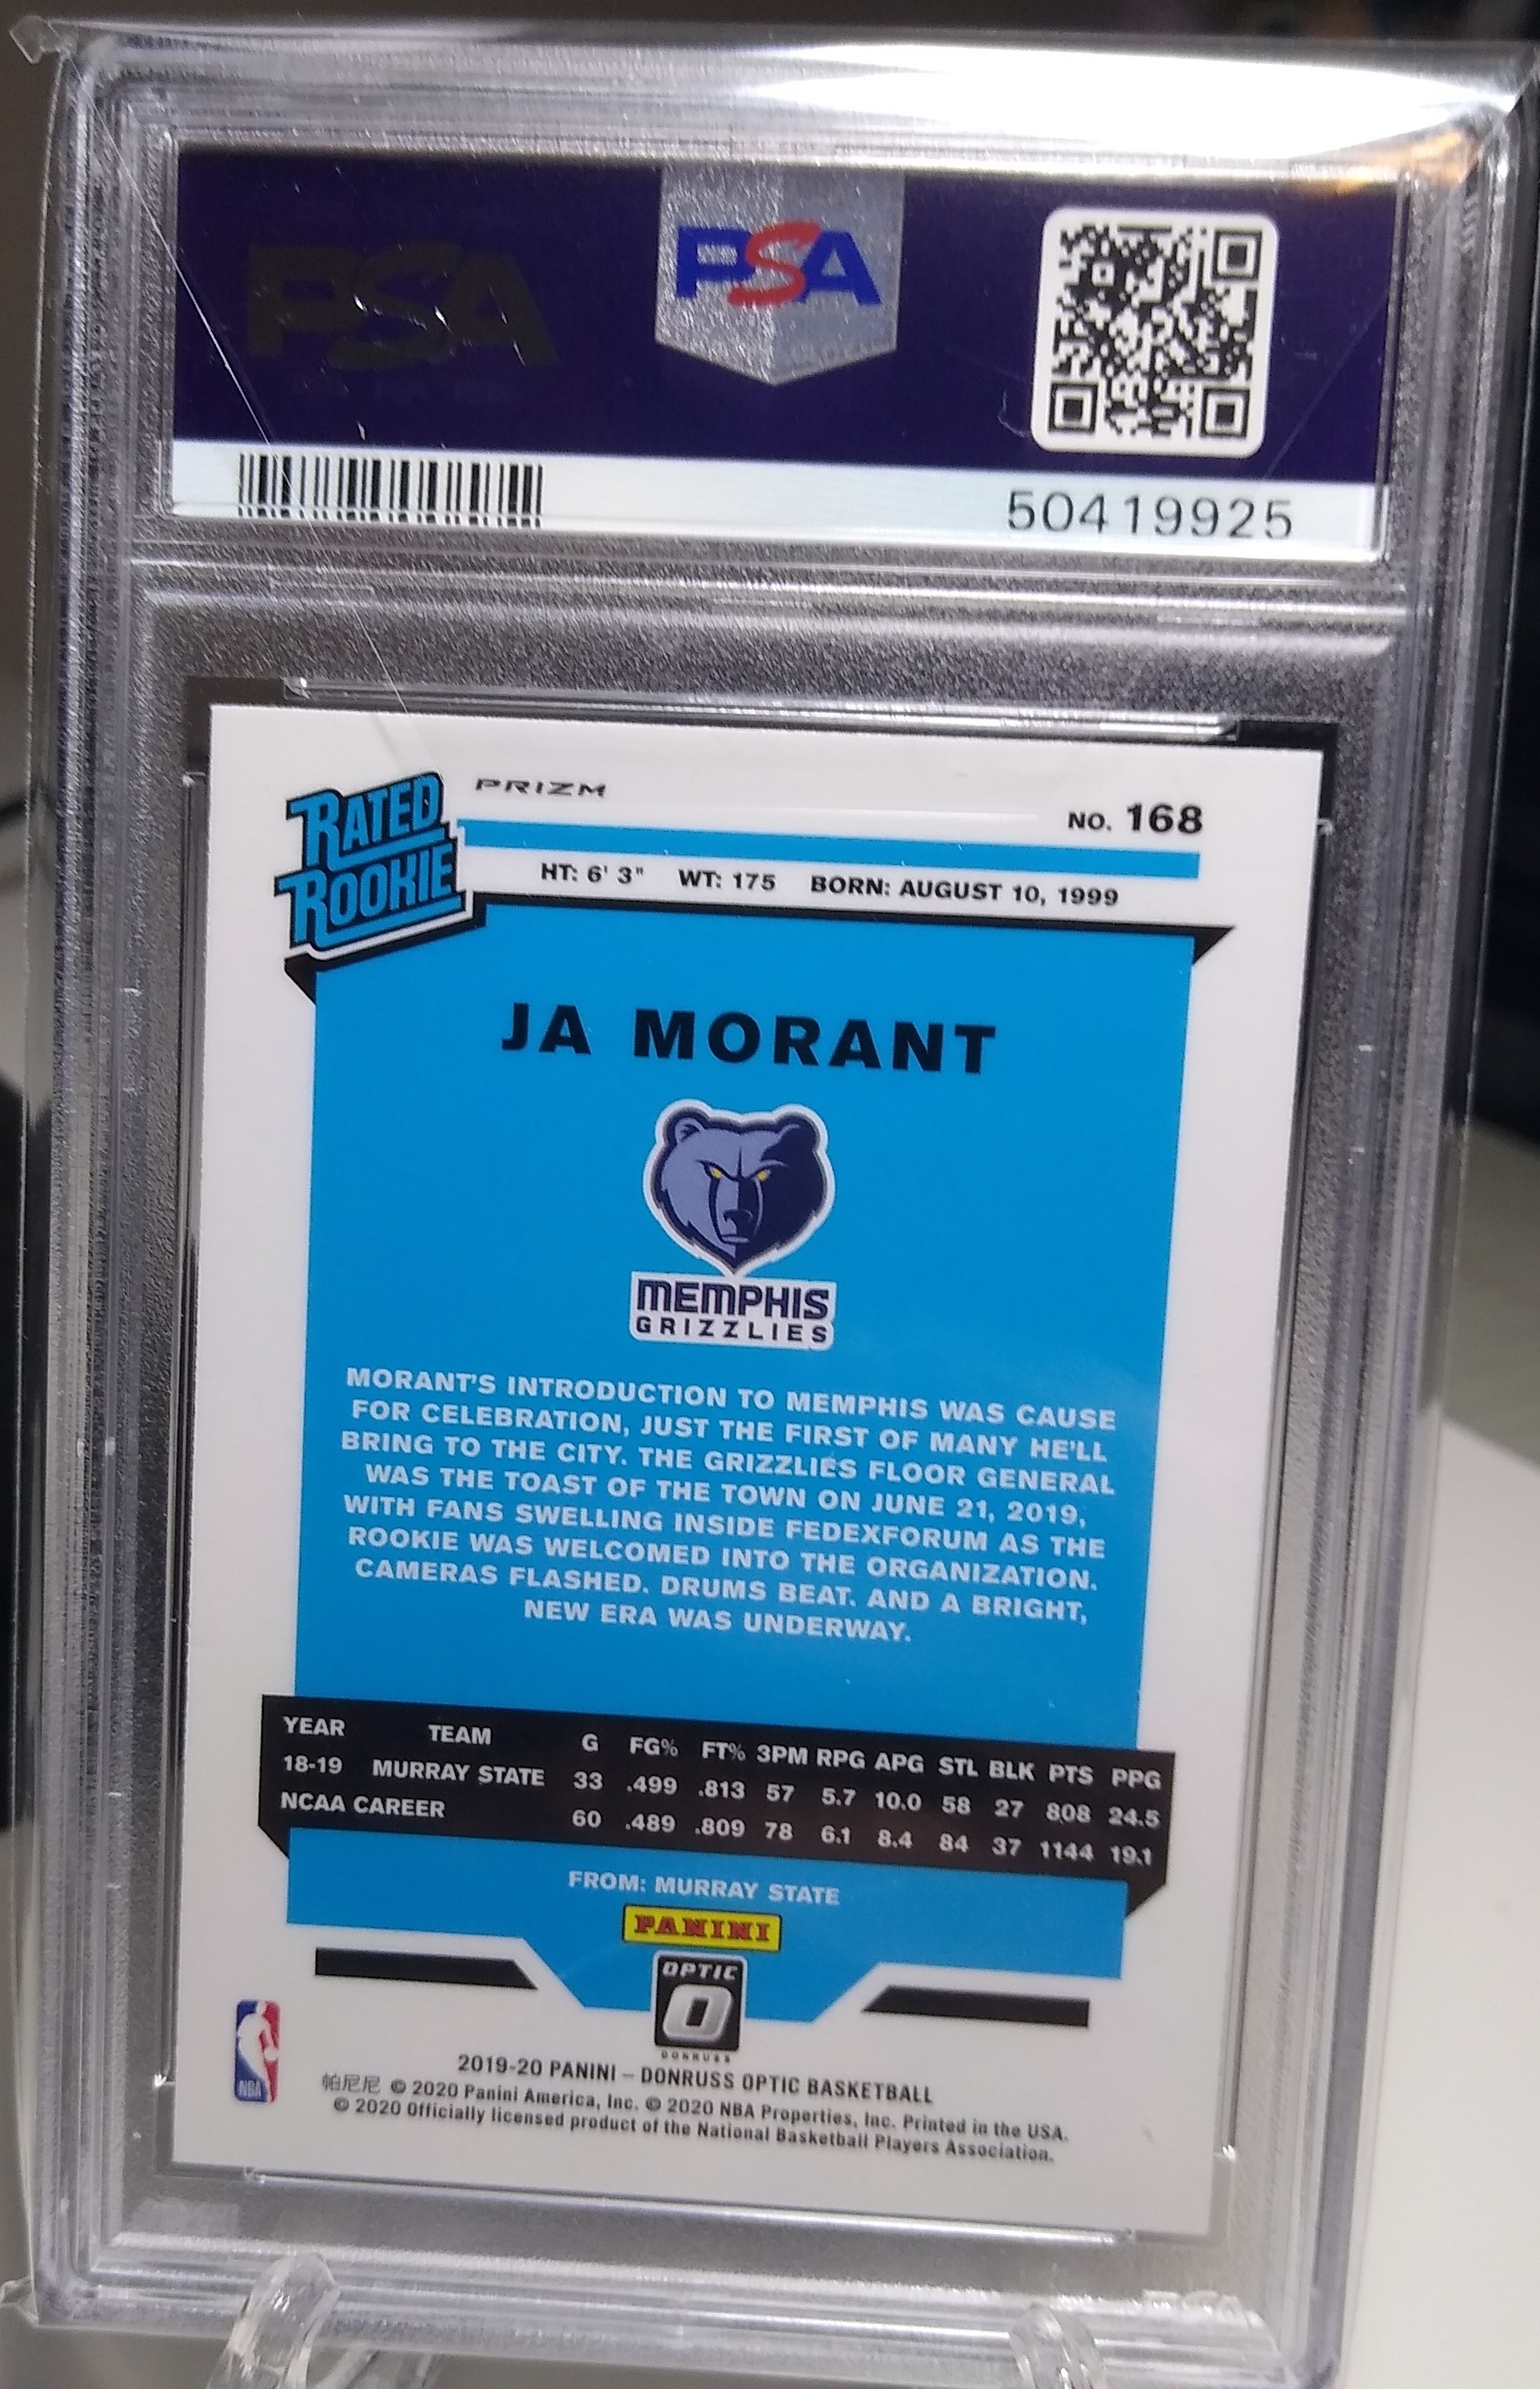 PSA
PSA
50419925
RATED
ROOKIE
PRIZM
NO. 168
HT: 6' 3" WT: 175 BORN: AUGUST 10, 1999
JA MORANT
MEMPHIS
GRIZZLIES
MORANT'S INTRODUCTION TO MEMPHIS WAS CAUSE
FOR CELEBRATION, JUST THE FIRST OF MANY HE'LL
BRING TO THE CITY. THE GRIZZLIES FLOOR GENERAL
WAS THE TOAST OF THE TOWN ON JUNE 21, 2019,
WITH FANS SWELLING INSIDE FEDEXFORUM AS THE
ROOKIE WAS WELCOMED INTO THE ORGANIZATION.
CAMERAS FLASHED. DRUMS BEAT. AND A BRIGHT,
NEW ERA WAS UNDERWAY.
YEAR TEAM G FG% FT% 3PM RPG APG STL BLK PTS PPG
18-19 MURRAY STATE 33 .499 .813 57 5.7 10.0 58 27 808 24.5
NCAA CAREER 60 .489 .809 78 6.1 8.4 84 37 1144 19.1
FROM: MURRAY STATE
PANINI
OPTIC
O
DONRUSS
NBA
2019-20 PANINI – DONRUSS OPTIC BASKETBALL
帕尼尼 © 2020 Panini America, Inc. © 2020 NBA Properties, Inc. Printed in the USA.
© 2020 Officially licensed product of the National Basketball Players Association.